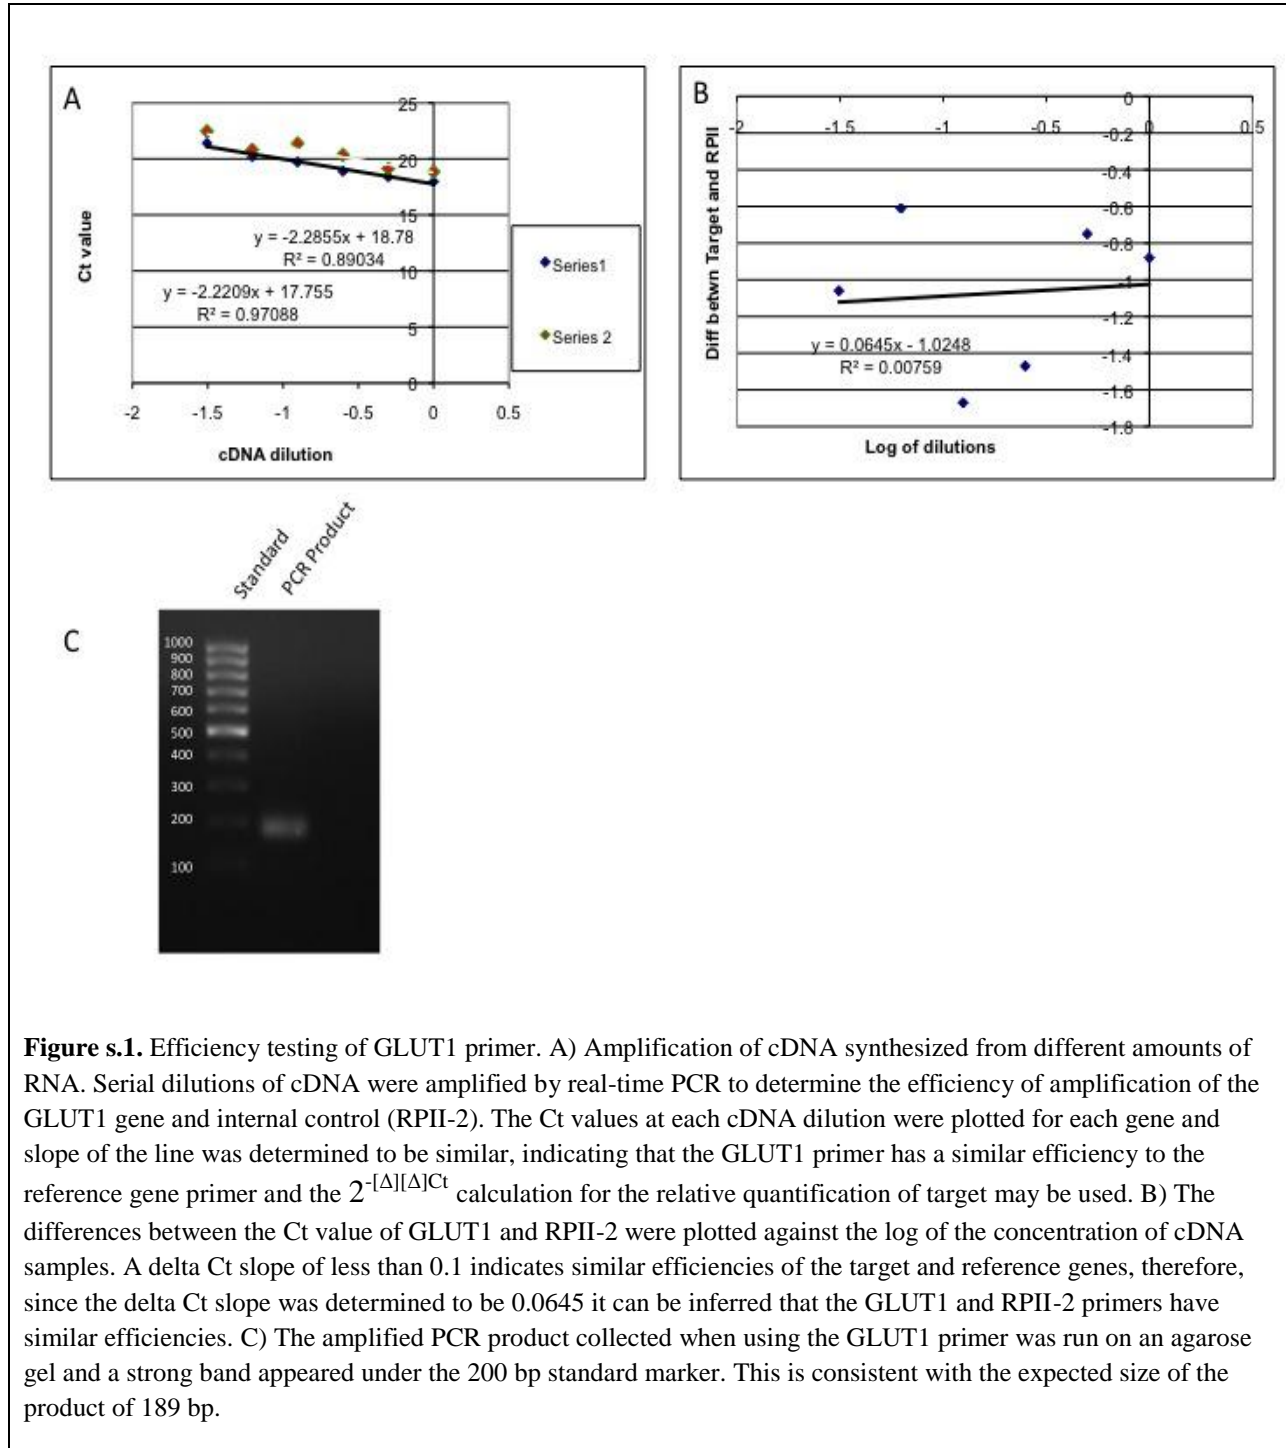 A
25
20
15
10
5
0
-2
-1.5
-1
-0.5
0
0.5
Ct value
cDNA dilution
y = -2.2855x + 18.78
R² = 0.89034
y = -2.2209x + 17.755
R² = 0.97088
Series1
Series 2
B
0
-0.2
-0.4
-0.6
-0.8
-1
-1.2
-1.4
-1.6
-1.8
-2
-1.5
-1
-0.5
0
0.5
Diff betwn Target and RPII
Log of dilutions
y = 0.0645x - 1.0248
R² = 0.00759
C
Standard
PCR Product
1000
900
800
700
600
500
400
300
200
100
Figure s.1. Efficiency testing of GLUT1 primer. A) Amplification of cDNA synthesized from different amounts of
RNA. Serial dilutions of cDNA were amplified by real-time PCR to determine the efficiency of amplification of the
GLUT1 gene and internal control (RPII-2). The Ct values at each cDNA dilution were plotted for each gene and
slope of the line was determined to be similar, indicating that the GLUT1 primer has a similar efficiency to the
reference gene primer and the 2-[Δ][Δ]Ct calculation for the relative quantification of target may be used. B) The
differences between the Ct value of GLUT1 and RPII-2 were plotted against the log of the concentration of cDNA
samples. A delta Ct slope of less than 0.1 indicates similar efficiencies of the target and reference genes, therefore,
since the delta Ct slope was determined to be 0.0645 it can be inferred that the GLUT1 and RPII-2 primers have
similar efficiencies. C) The amplified PCR product collected when using the GLUT1 primer was run on an agarose
gel and a strong band appeared under the 200 bp standard marker. This is consistent with the expected size of the
product of 189 bp.